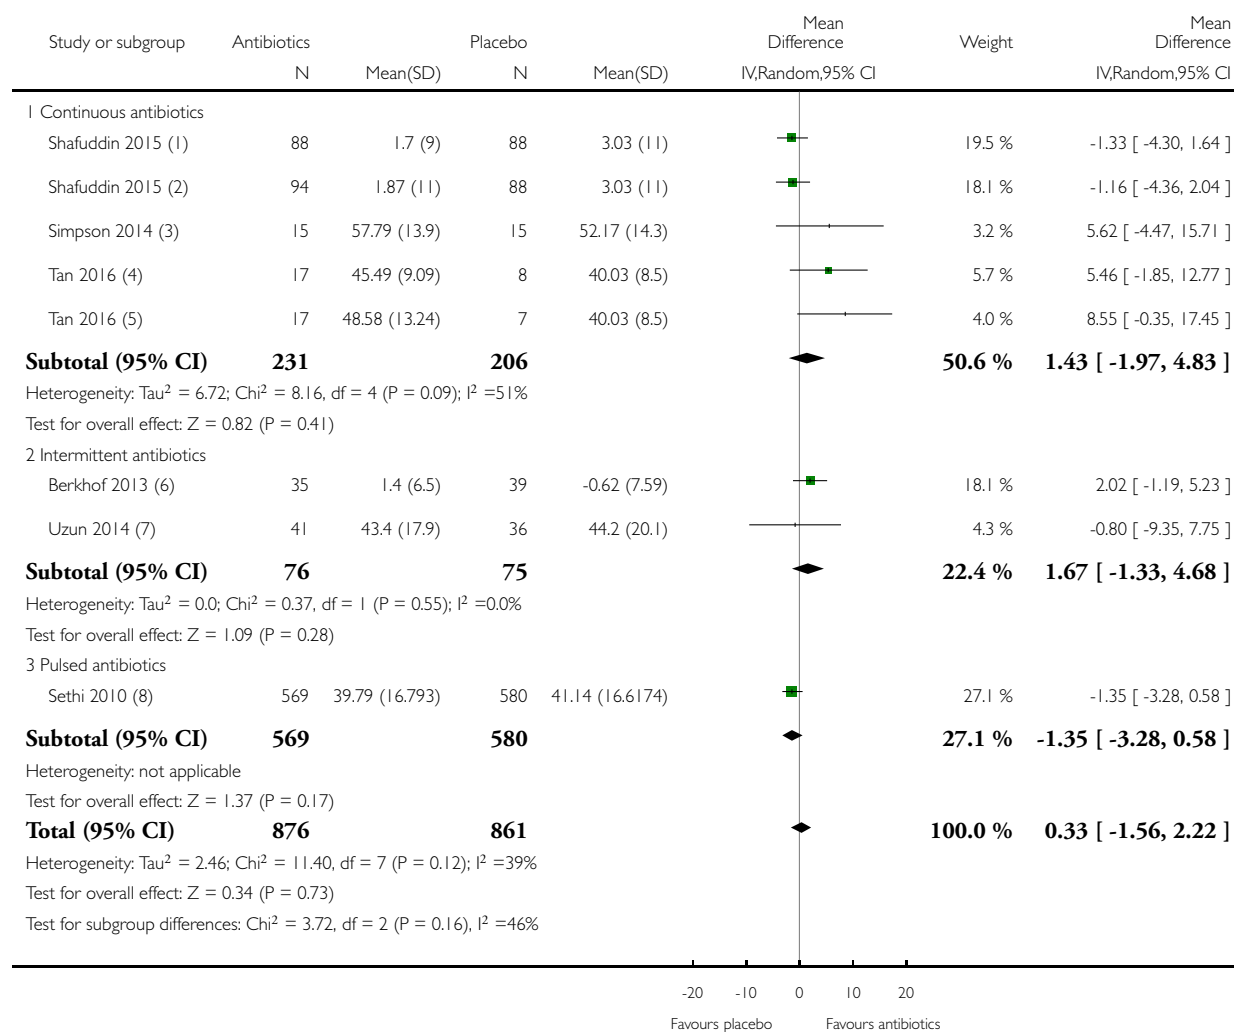 Study or subgroup Antibiotics Placebo Mean Difference Weight Mean Difference
N Mean(SD) N Mean(SD) IV,Random,95% CI IV,Random,95% CI
1 Continuous antibiotics
Shafuddin 2015 (1) 88 1.7 (9) 88 3.03 (11) 19.5 % -1.33 [ -4.30, 1.64 ]
Shafuddin 2015 (2) 94 1.87 (11) 88 3.03 (11) 18.1 % -1.16 [ -4.36, 2.04 ]
Simpson 2014 (3) 15 57.79 (13.9) 15 52.17 (14.3) 3.2 % 5.62 [ -4.47, 15.71 ]
Tan 2016 (4) 17 45.49 (9.09) 8 40.03 (8.5) 5.7 % 5.46 [ -1.85, 12.77 ]
Tan 2016 (5) 17 48.58 (13.24) 7 40.03 (8.5) 4.0 % 8.55 [ -0.35, 17.45 ]
Subtotal (95% CI) 231 206 50.6 % 1.43 [ -1.97, 4.83 ]
Heterogeneity: Tau² = 6.72; Chi² = 8.16, df = 4 (P = 0.09); I² =51%
Test for overall effect: Z = 0.82 (P = 0.41)
2 Intermittent antibiotics
Berkhof 2013 (6) 35 1.4 (6.5) 39 -0.62 (7.59) 18.1 % 2.02 [ -1.19, 5.23 ]
Uzun 2014 (7) 41 43.4 (17.9) 36 44.2 (20.1) 4.3 % -0.80 [ -9.35, 7.75 ]
Subtotal (95% CI) 76 75 22.4 % 1.67 [ -1.33, 4.68 ]
Heterogeneity: Tau² = 0.0; Chi² = 0.37, df = 1 (P = 0.55); I² =0.0%
Test for overall effect: Z = 1.09 (P = 0.28)
3 Pulsed antibiotics
Sethi 2010 (8) 569 39.79 (16.793) 580 41.14 (16.6174) 27.1 % -1.35 [ -3.28, 0.58 ]
Subtotal (95% CI) 569 580 27.1 % -1.35 [ -3.28, 0.58 ]
Heterogeneity: not applicable
Test for overall effect: Z = 1.37 (P = 0.17)
Total (95% CI) 876 861 100.0 % 0.33 [ -1.56, 2.22 ]
Heterogeneity: Tau² = 2.46; Chi² = 11.40, df = 7 (P = 0.12); I² =39%
Test for overall effect: Z = 0.34 (P = 0.73)
Test for subgroup differences: Chi² = 3.72, df = 2 (P = 0.16), I² =46%
-20 -10 0 10 20
Favours placebo Favours antibiotics